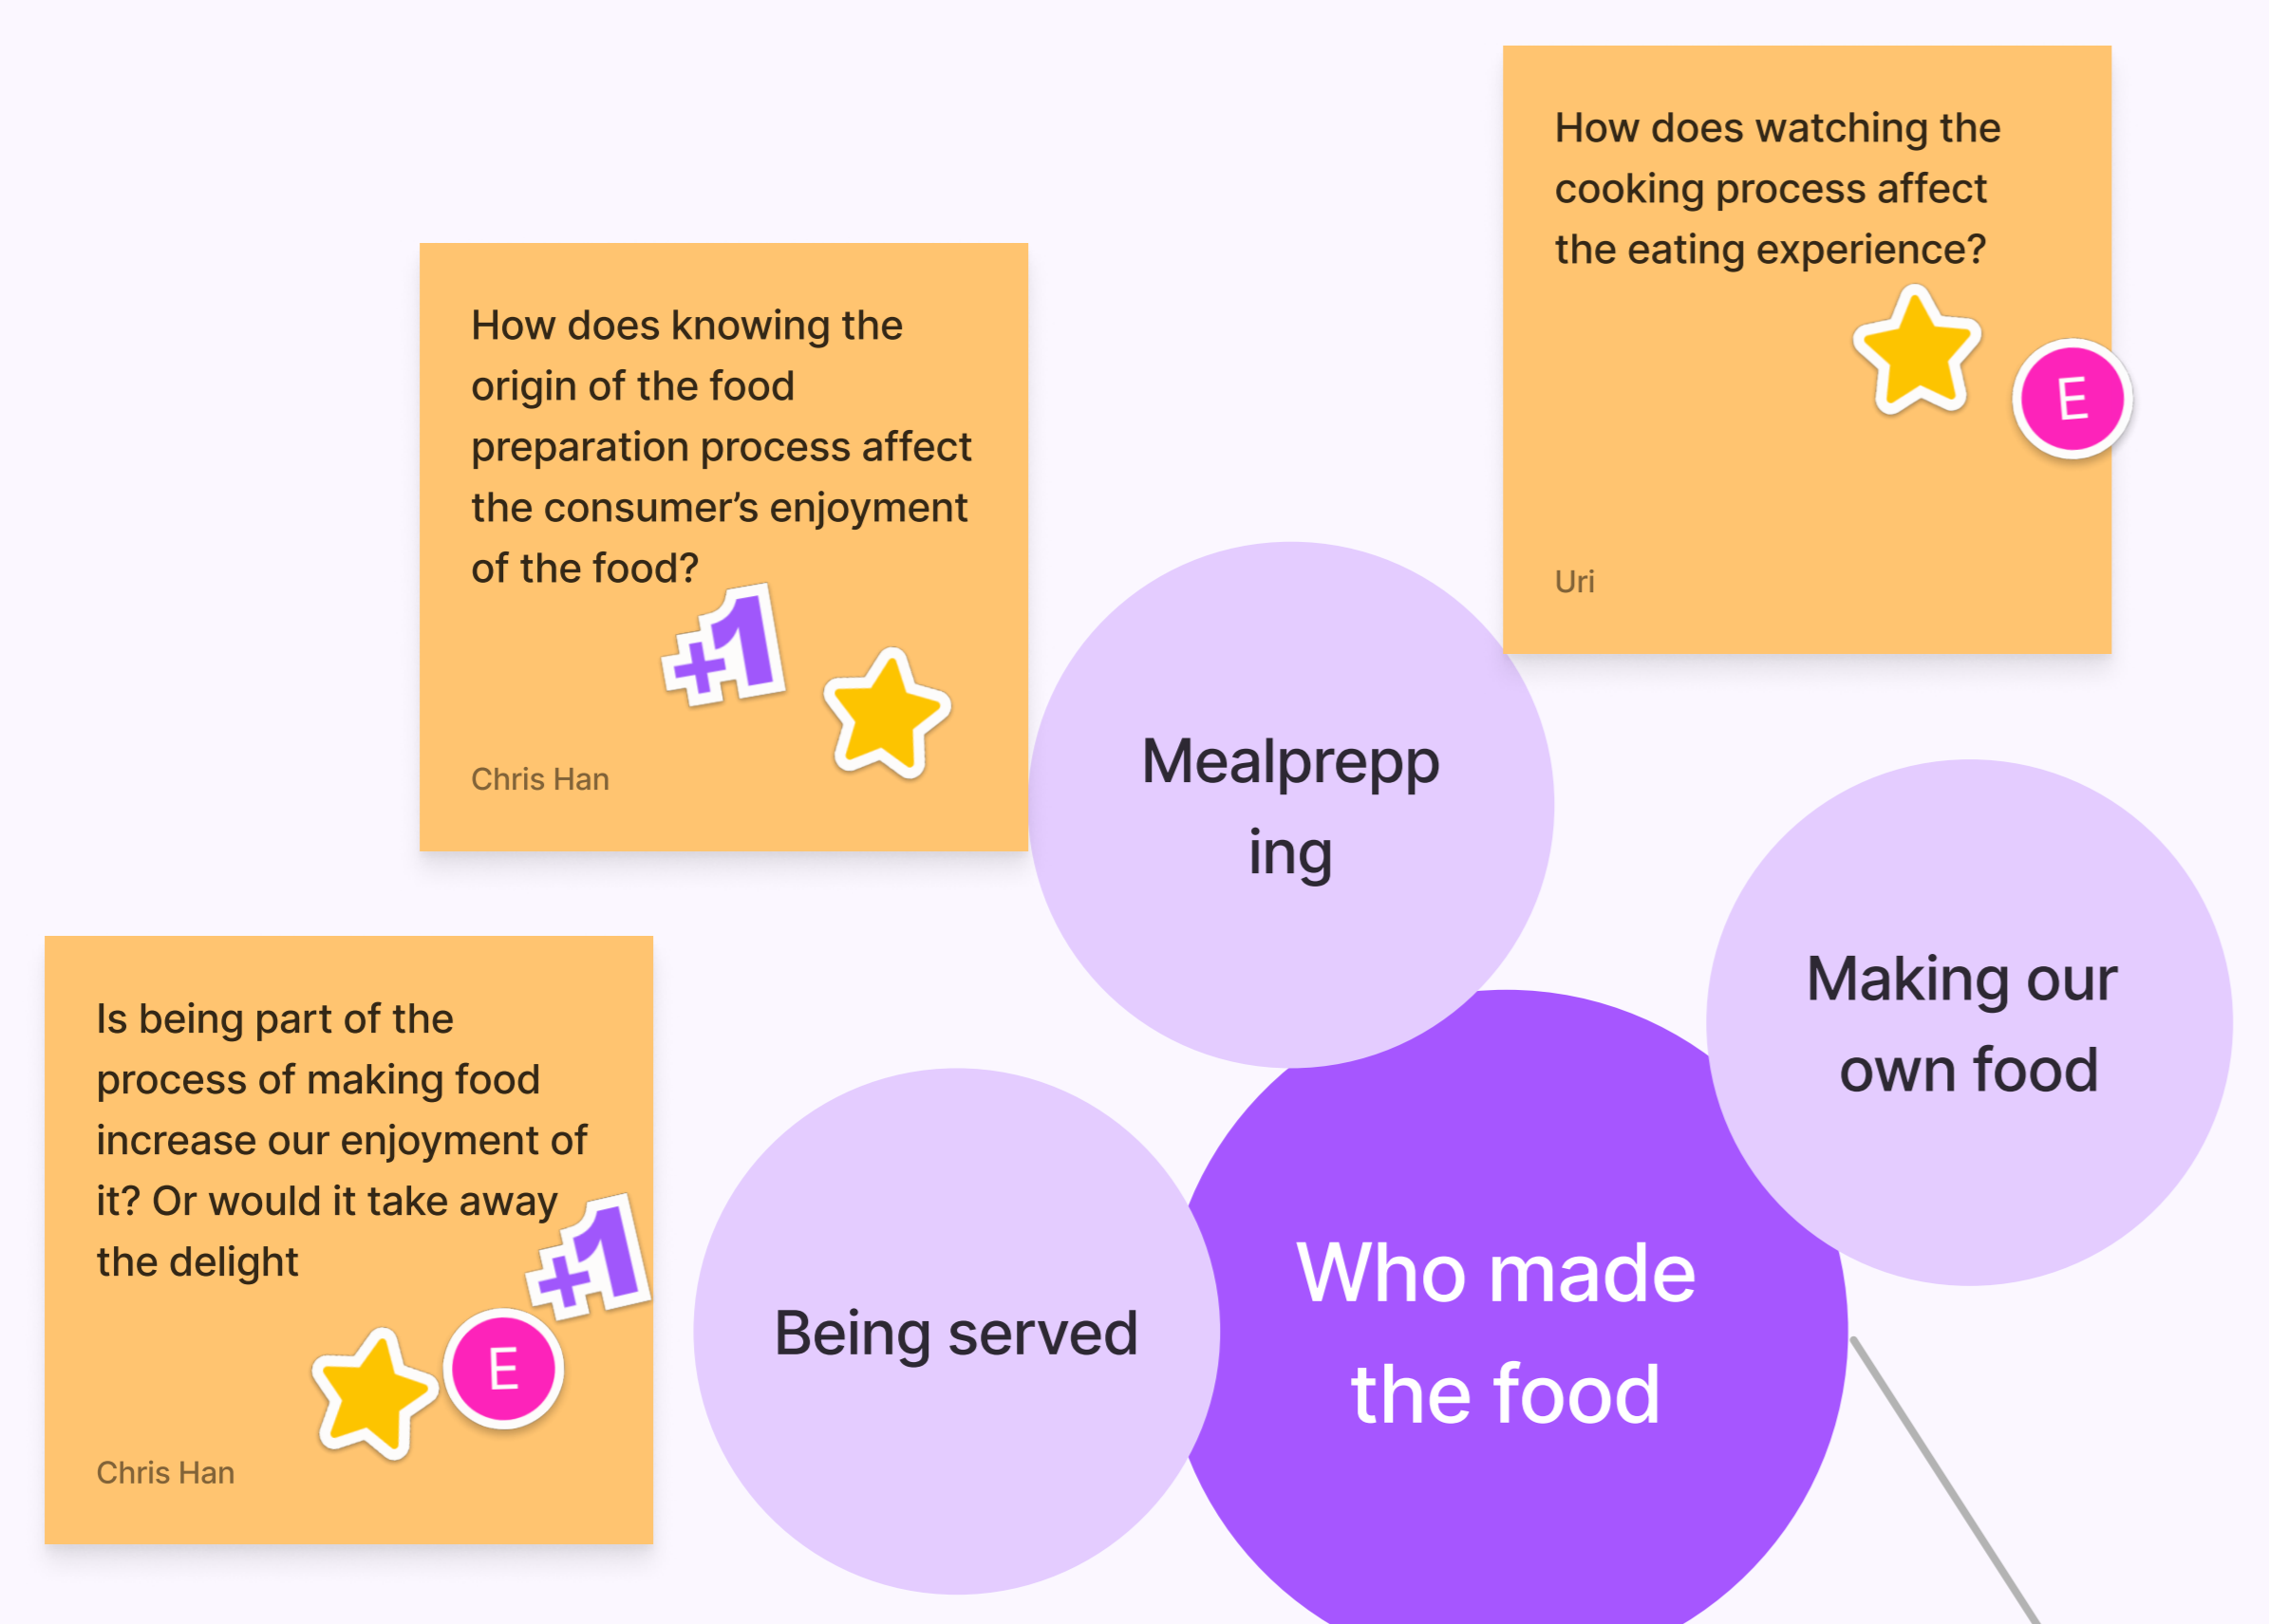 How does watching the
cooking process affect
the eating experience?
E
Uri
How does knowing the
origin of the food
preparation process affect
the consumer’s enjoyment
of the food?
+1
Chris Han
Mealprepp
ing
Making our
own food
Is being part of the
process of making food
increase our enjoyment of
it? Or would it take away
the delight
+1
E
Chris Han
Being served
Who made
the food